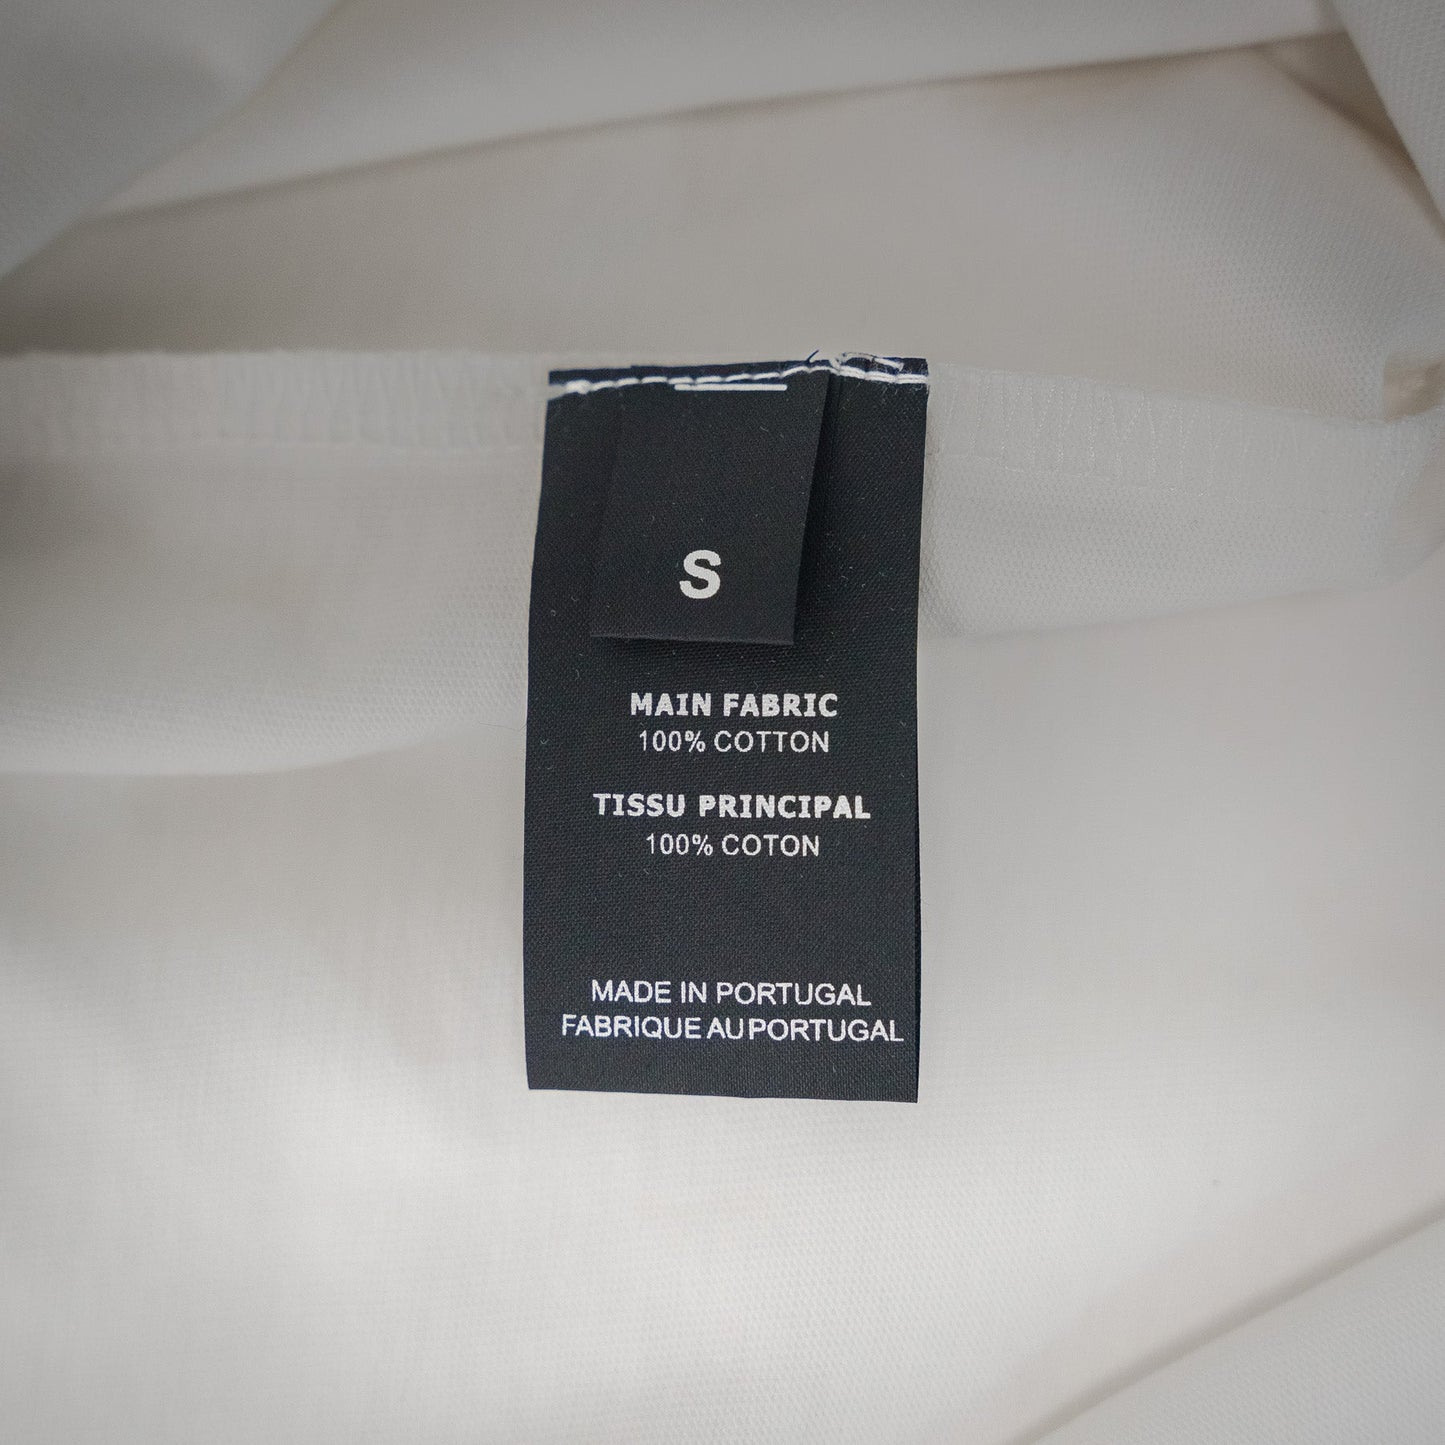 S
MAIN FABRIC
100% COTTON
TISSU PRINCIPAL
100% COTON
MADE IN PORTUGAL
FABRIQUE AU PORTUGAL